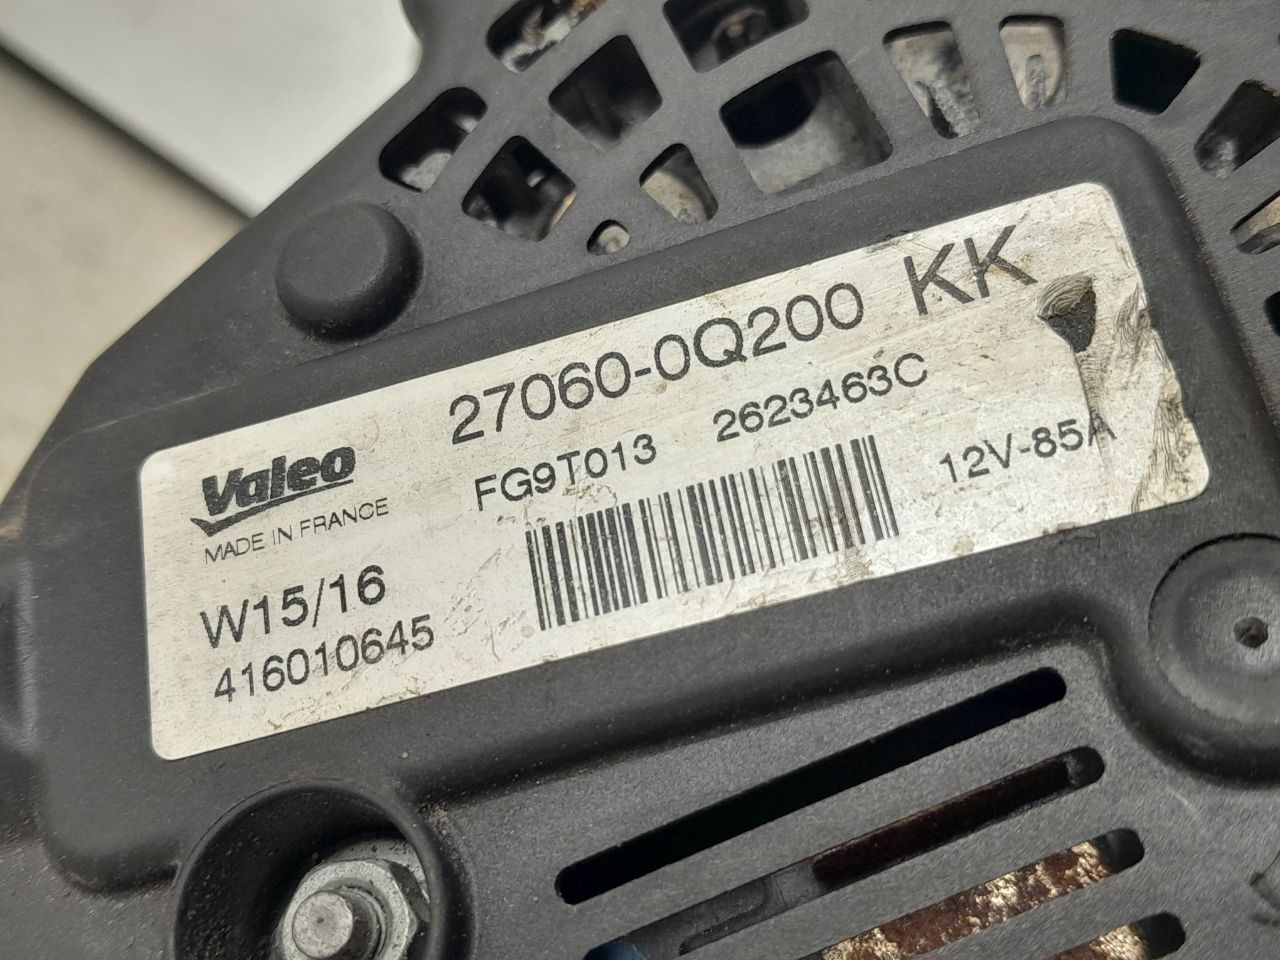 27060-0Q200 KK
Valeo FG9T013 2623463C
MADE IN FRANCE 12V-85A
W15/16
416010645